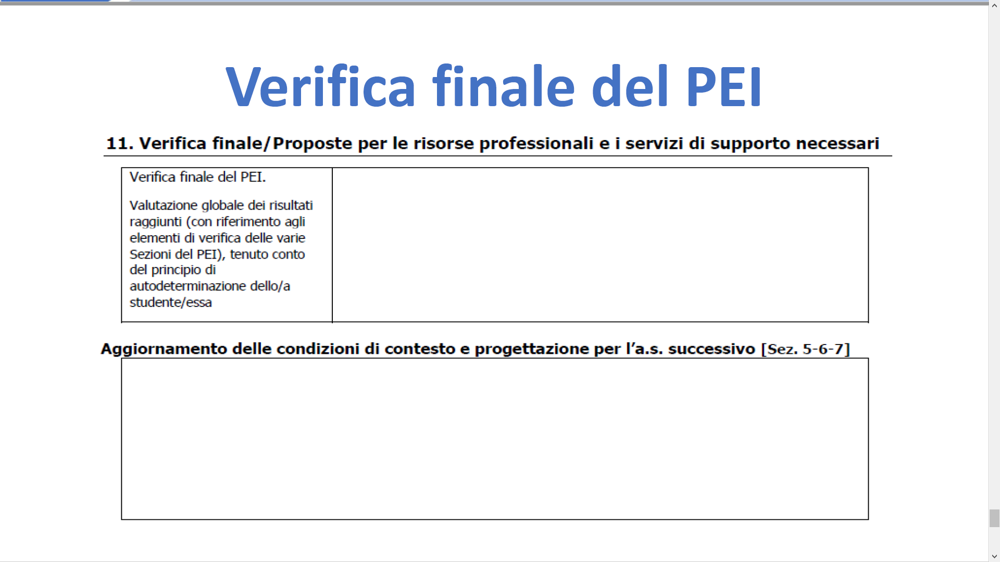 Verifica finale del PEI
11. Verifica finale/Proposte per le risorse professionali e i servizi di supporto necessari
Verifica finale del PEI.
Valutazione globale dei risultati
raggiunti (con riferimento agli
elementi di verifica delle varie
Sezioni del PEI), tenuto conto
del principio di
autodeterminazione dello/a
studente/essa
Aggiornamento delle condizioni di contesto e progettazione per l’a.s. successivo [Sez. 5-6-7]